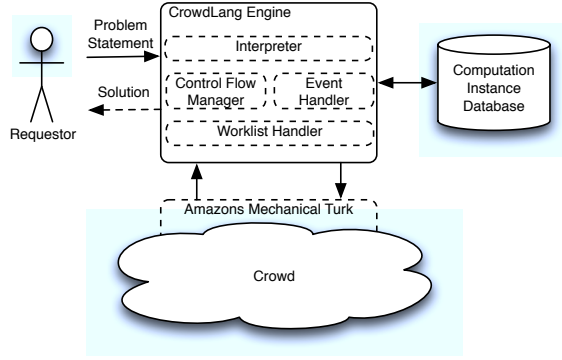 CrowdLang Engine
Problem
Statement
Interpreter
Solution
Control Flow
Manager
Event
Handler
Computation
Instance
Database
Worklist Handler
Requestor
Amazons Mechanical Turk
Crowd